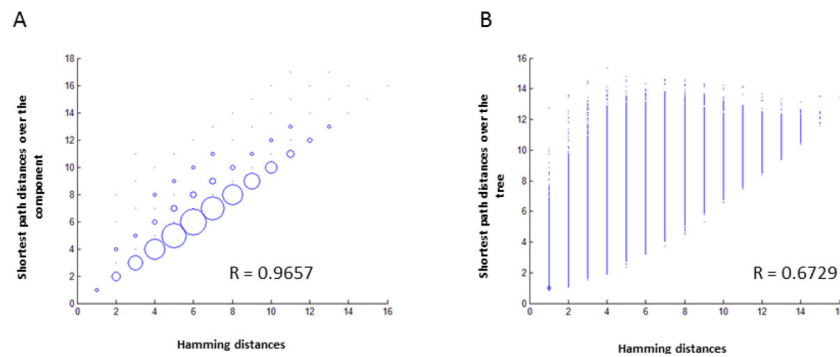 A
18
16
14
12
10
8
6
4
2
0
0 2 4 6 8 10 12 14 16
Shortest path distances over the
component
R = 0.9657
Hamming distances
B
16
14
12
10
8
6
4
2
0
0 2 4 6 8 10 12 14 16
Shortest path distances over the
tree
R = 0.6729
Hamming distances